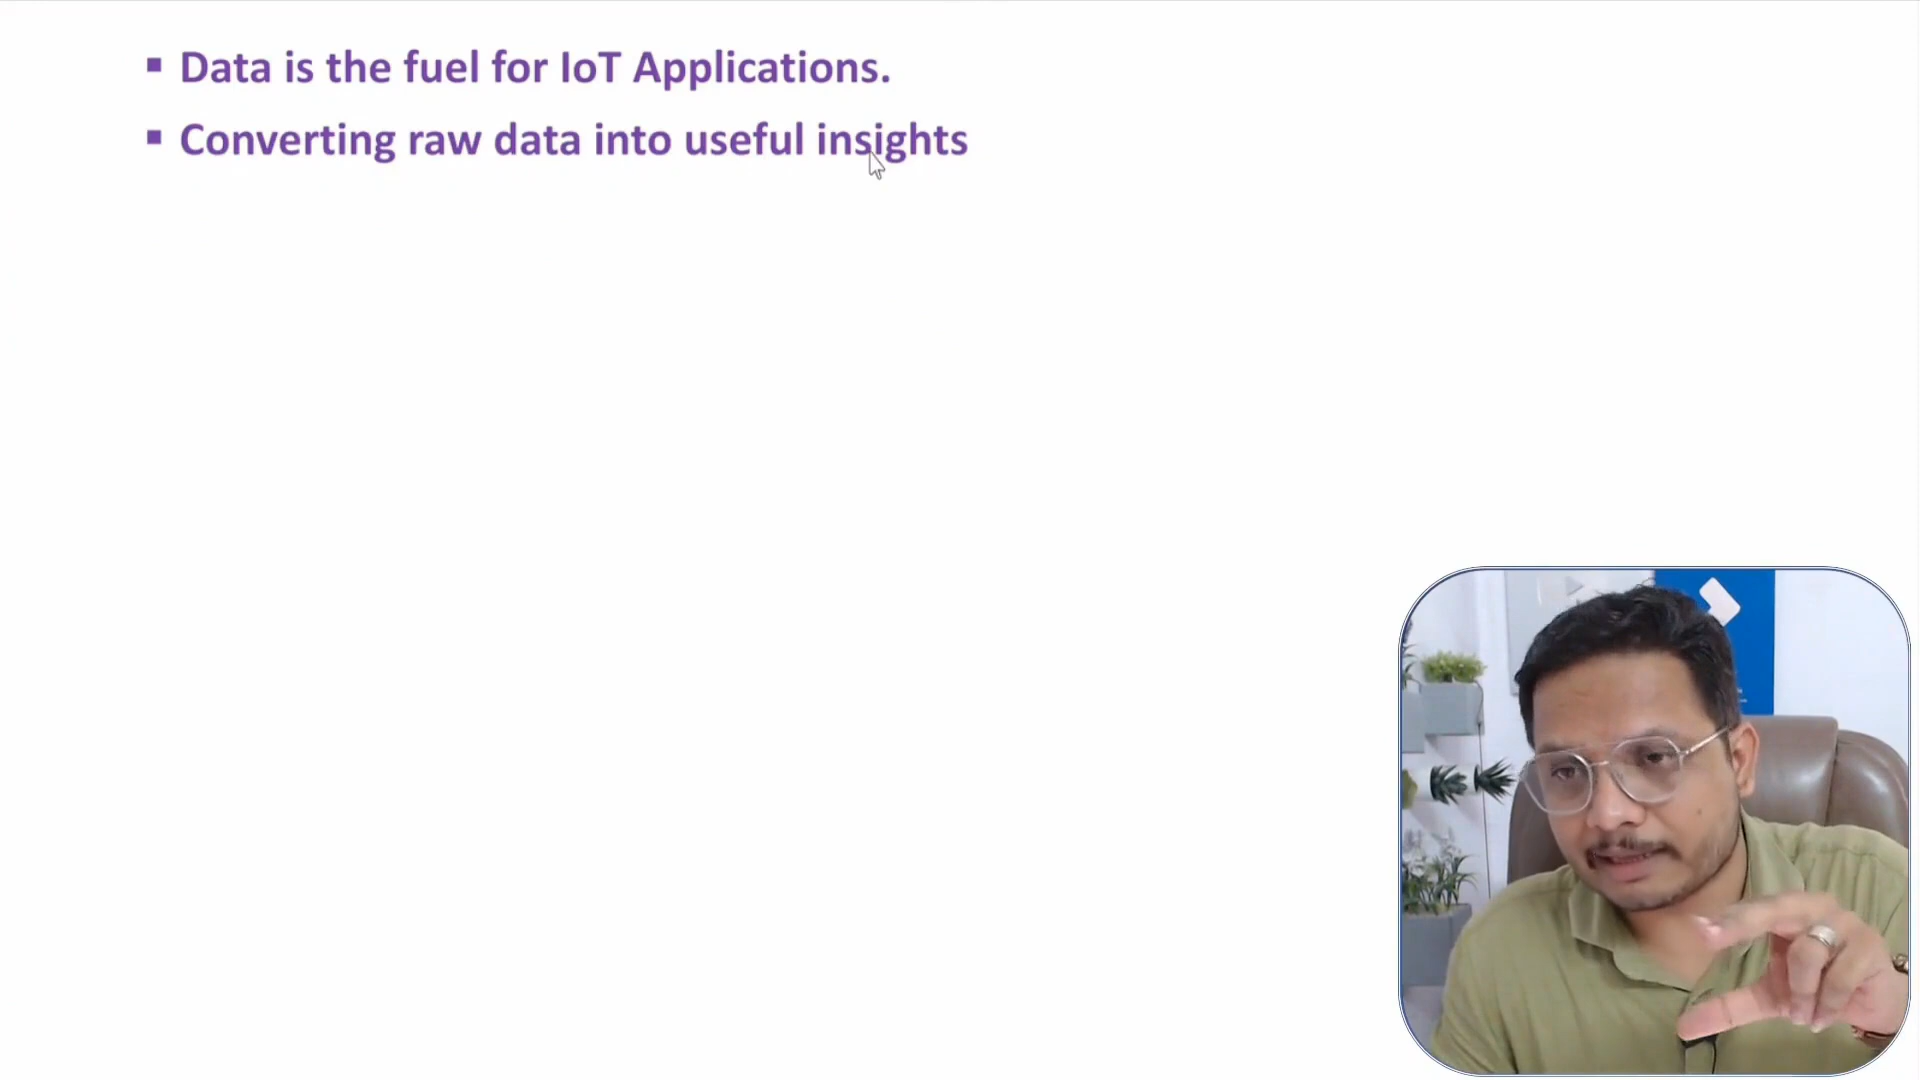 ▪ Data is the fuel for IoT Applications.
▪ Converting raw data into useful insights